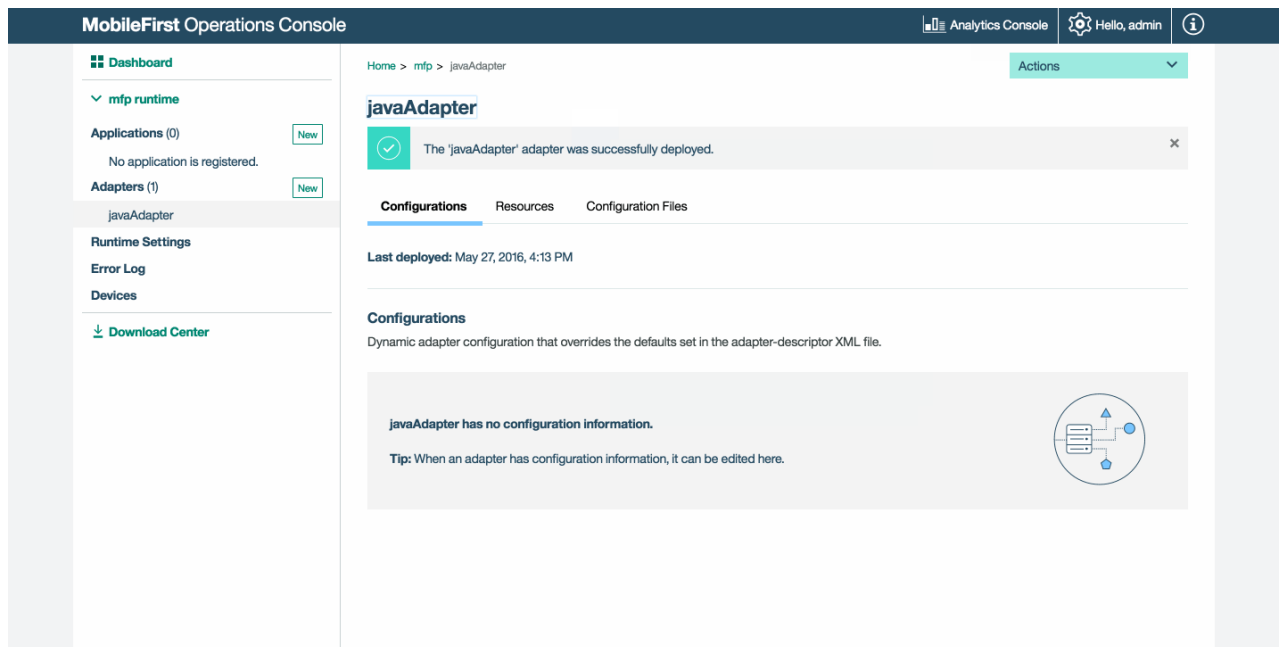 MobileFirst Operations Console
Analytics Console
Hello, admin
Dashboard
mfp runtime
Applications (0)
New
No application is registered.
Adapters (1)
New
javaAdapter
Runtime Settings
Error Log
Devices
Download Center
Home > mfp > javaAdapter
Actions
javaAdapter
The 'javaAdapter' adapter was successfully deployed.
Configurations Resources Configuration Files
Last deployed: May 27, 2016, 4:13 PM
Configurations
Dynamic adapter configuration that overrides the defaults set in the adapter-descriptor XML file.
javaAdapter has no configuration information.
Tip: When an adapter has configuration information, it can be edited here.